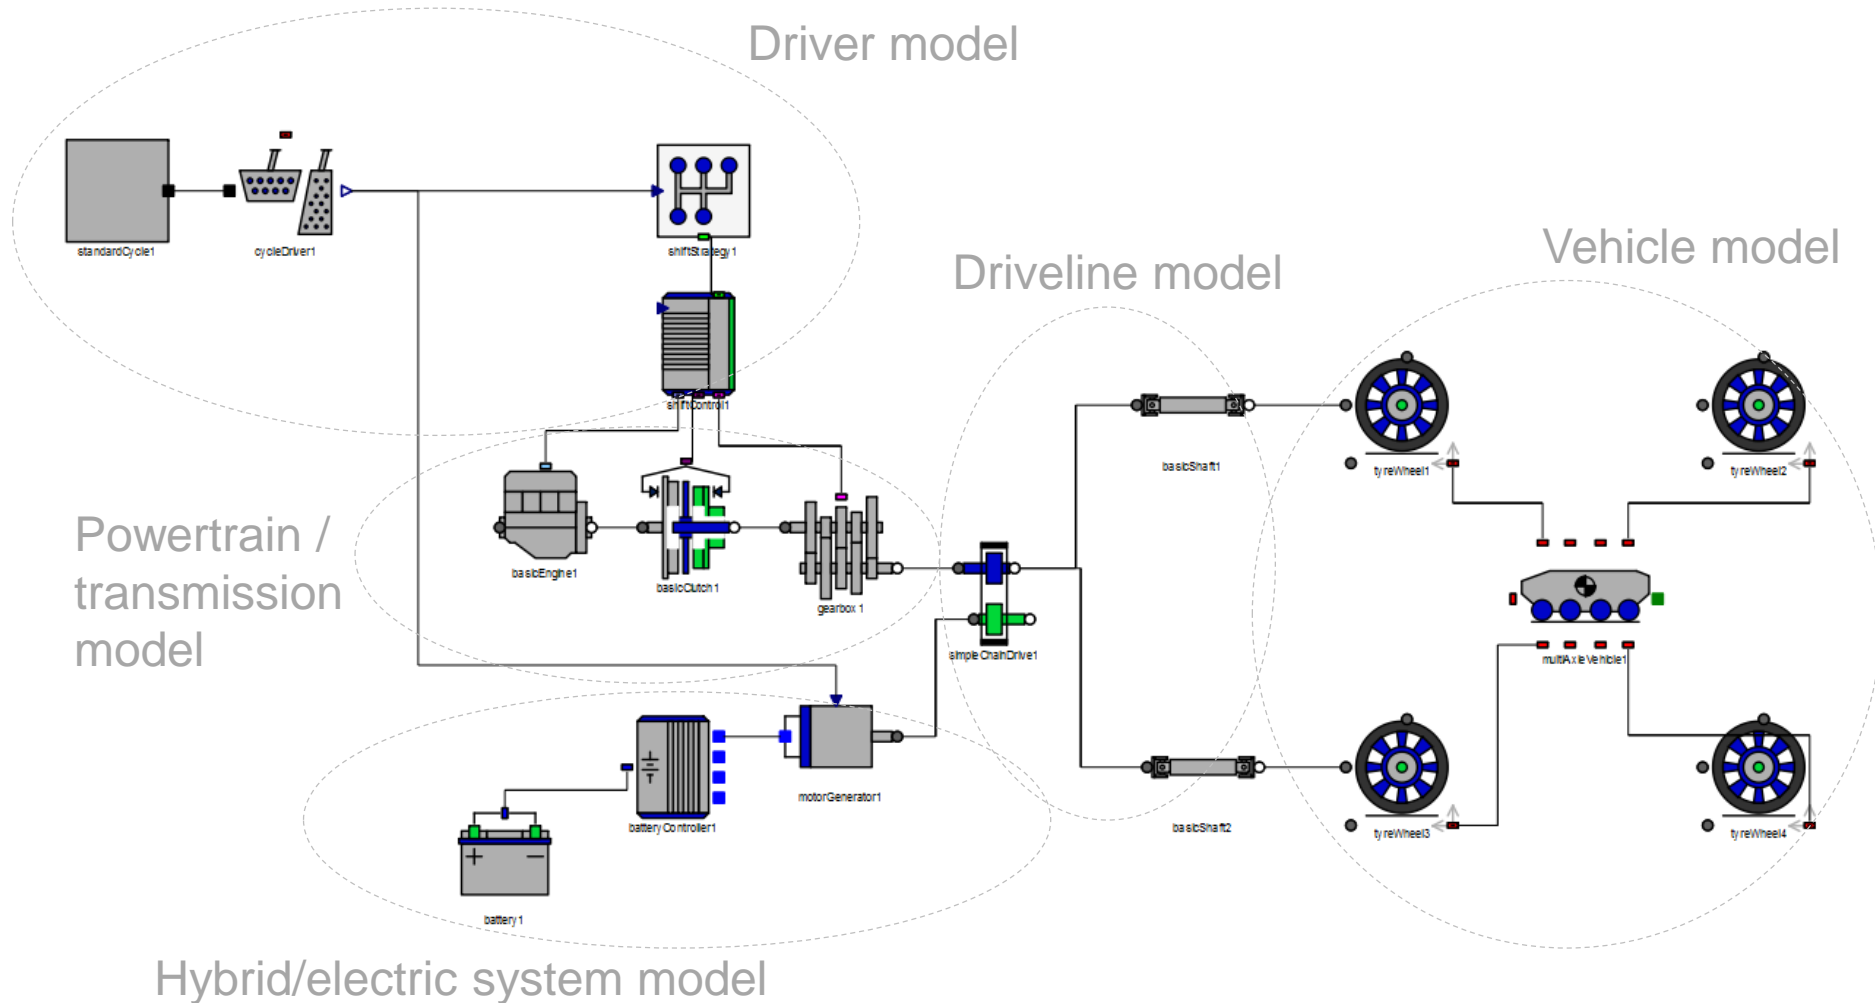 Driver model
standardCycle1
cycleDriver1
shiftStrategy1
Vehicle model
Driveline model
shiftControl1
basicShaft1
tyreWheel1
tyreWheel2
Powertrain /
transmission
model
basicEngine1
basicClutch1
gearbox1
simpleChainDrive1
multiAxleVehicle1
+ −
battery1
batteryController1
motorGenerator1
basicShaft2
tyreWheel3
tyreWheel4
Hybrid/electric system model